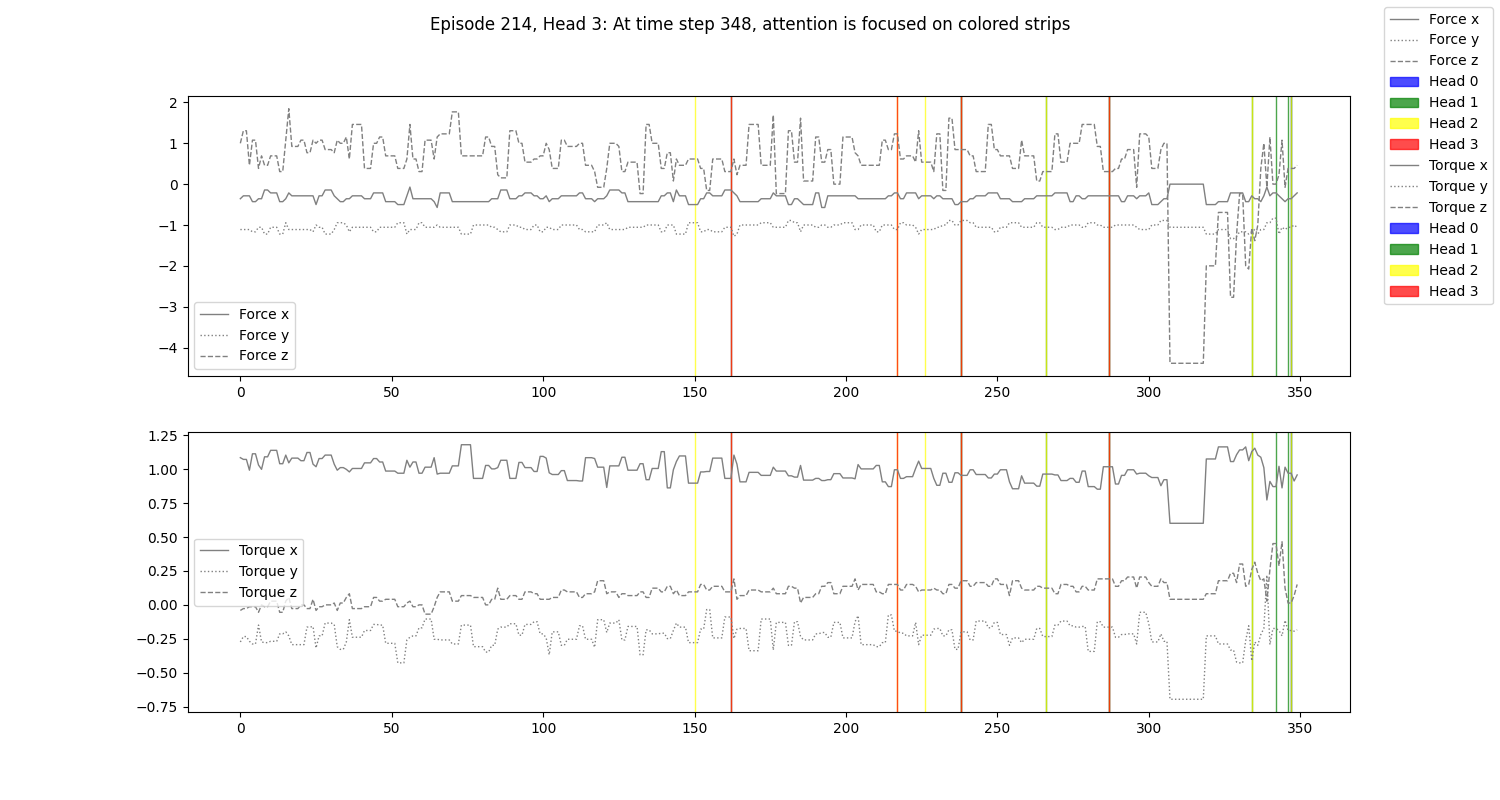 Episode 214, Head 3: At time step 348, attention is focused on colored strips
Force x
Force y
Force z
Head 0
Head 1
Head 2
Head 3
Torque x
Torque y
Torque z
Head 0
Head 1
Head 2
Head 3
2
1
0
−1
−2
−3
−4
Force x
Force y
Force z
0
50
100
150
200
250
300
350
1.25
1.00
0.75
0.50
0.25
0.00
−0.25
−0.50
−0.75
Torque x
Torque y
Torque z
0
50
100
150
200
250
300
350